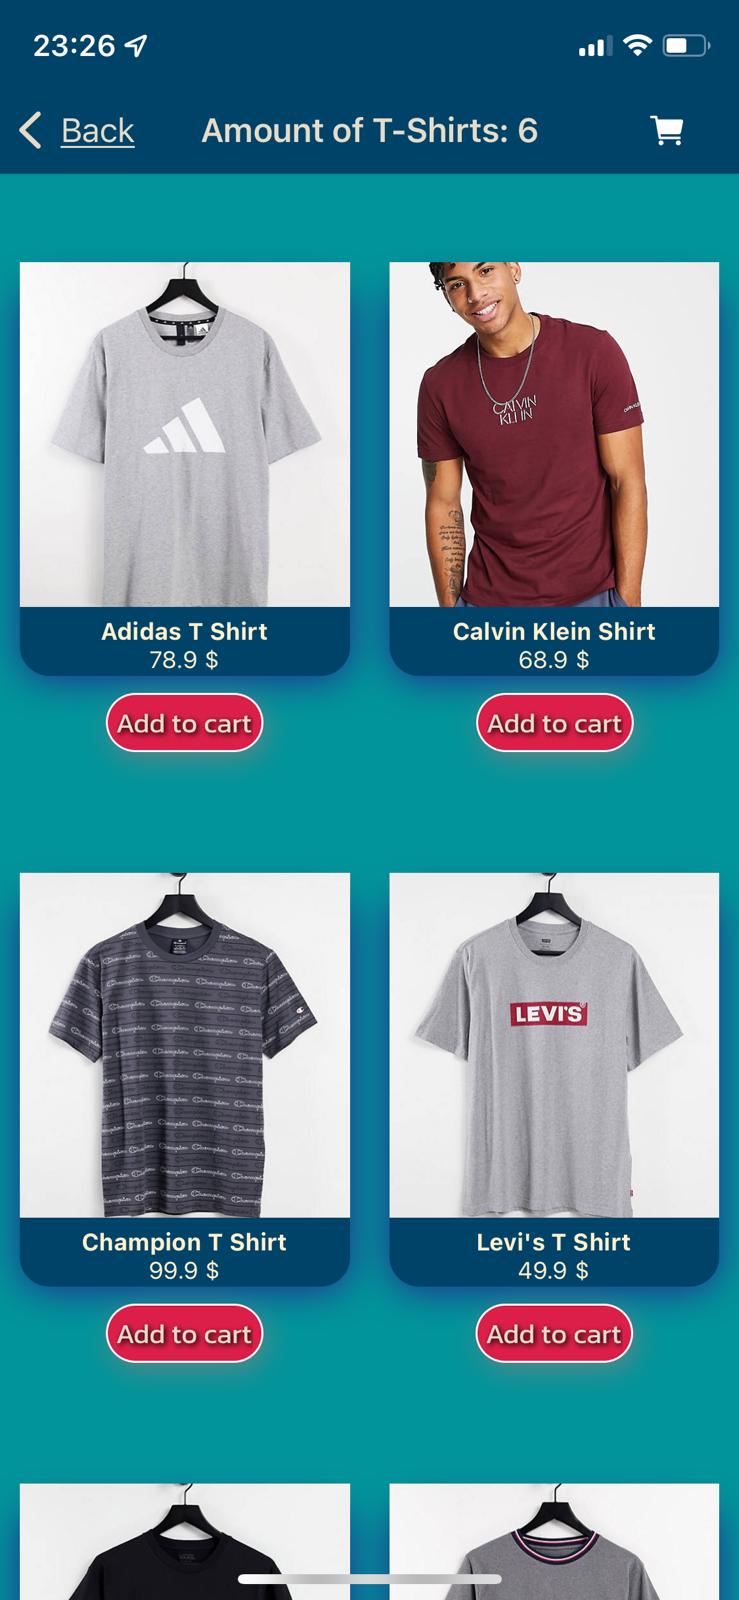 23:26
Back
Amount of T-Shirts: 6
CALVIN
KLEIN
Adidas T Shirt
78.9 $
Calvin Klein Shirt
68.9 $
Add to cart
Add to cart
Champion
LEVI'S®
Champion T Shirt
99.9 $
Levi's T Shirt
49.9 $
Add to cart
Add to cart